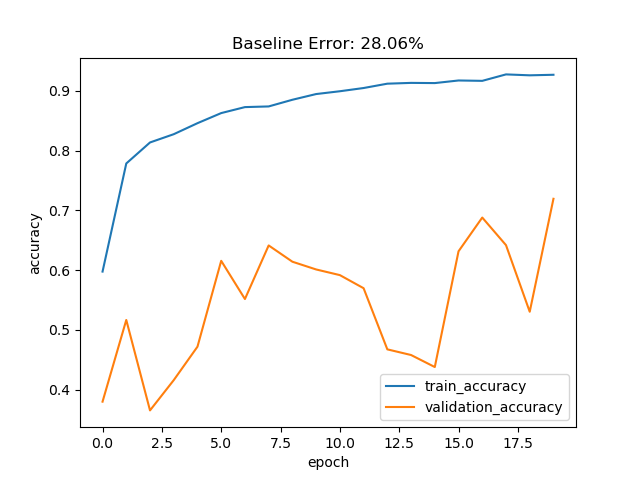 Baseline Error: 28.06%
accuracy
0.9
0.8
0.7
0.6
0.5
0.4
train_accuracy
validation_accuracy
0.0 2.5 5.0 7.5 10.0 12.5 15.0 17.5
epoch